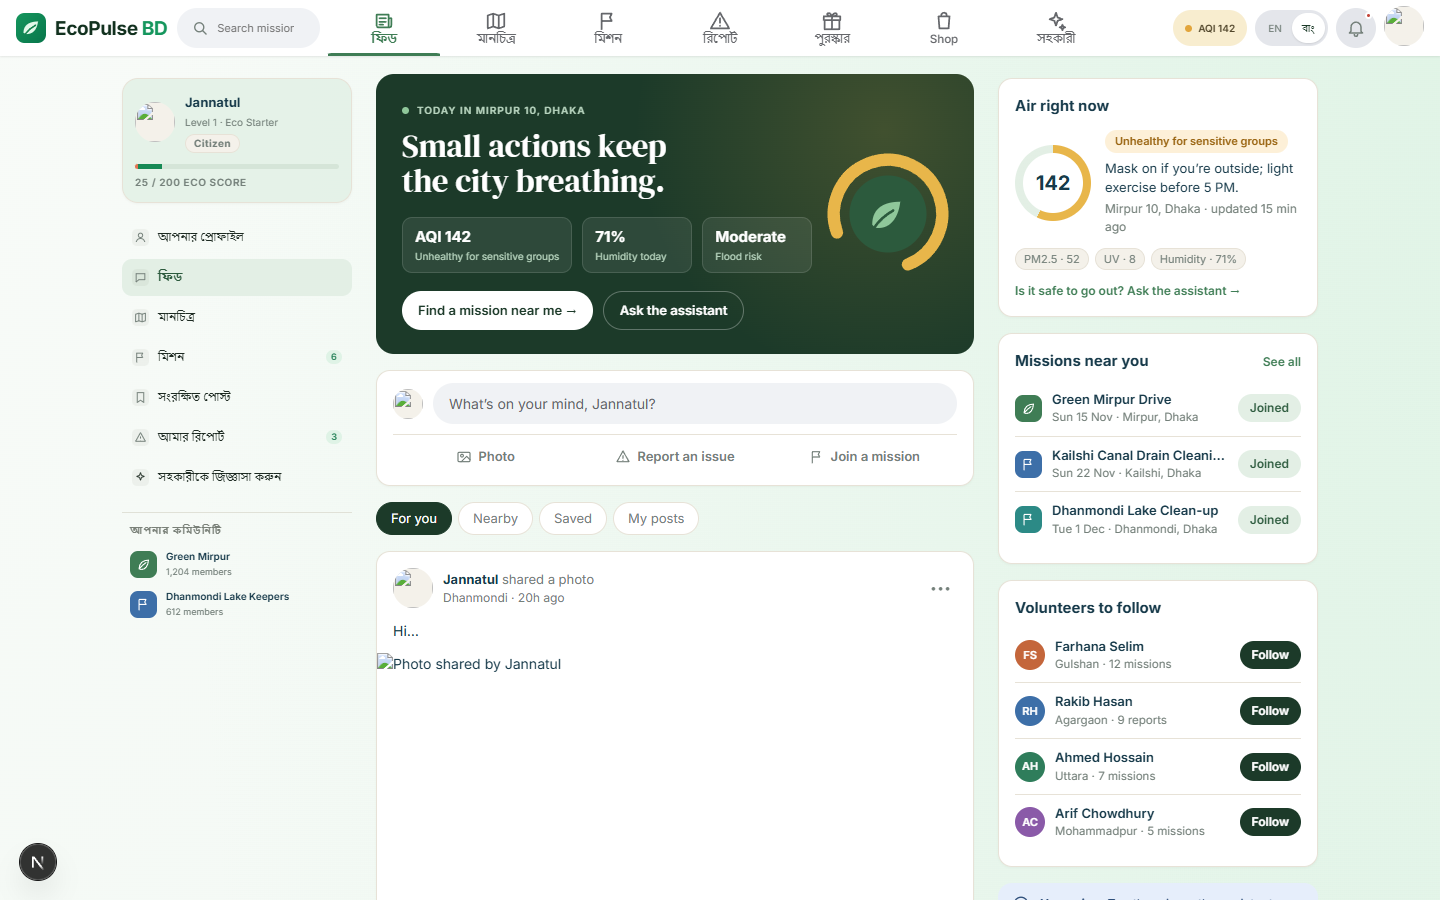 EcoPulse BD
Search missior
ফিড
মানচিত্র
মিশন
রিপোর্ট
পুরস্কার
Shop
সহকারী
AQI 142
EN
বাং
Jannatul
Level 1 · Eco Starter
Citizen
25 / 200 ECO SCORE
আপনার প্রোফাইল
ফিড
মানচিত্র
মিশন
6
সংরক্ষিত পোস্ট
আমার রিপোর্ট
3
সহকারীকে জিজ্ঞাসা করুন
আপনার কমিউনিটি
Green Mirpur
1,204 members
Dhanmondi Lake Keepers
612 members
TODAY IN MIRPUR 10, DHAKA
Small actions keep
the city breathing.
AQI 142
Unhealthy for sensitive groups
71%
Humidity today
Moderate
Flood risk
Find a mission near me →
Ask the assistant
What's on your mind, Jannatul?
Photo
Report an issue
Join a mission
For you
Nearby
Saved
My posts
Jannatul shared a photo
Dhanmondi · 20h ago
Hi...
Photo shared by Jannatul
Air right now
142
Unhealthy for sensitive groups
Mask on if you're outside; light
exercise before 5 PM.
Mirpur 10, Dhaka · updated 15 min
ago
PM2.5 · 52
UV · 8
Humidity · 71%
Is it safe to go out? Ask the assistant →
Missions near you
See all
Green Mirpur Drive
Sun 15 Nov · Mirpur, Dhaka
Joined
Kailshi Canal Drain Cleani...
Sun 22 Nov · Kailshi, Dhaka
Joined
Dhanmondi Lake Clean-up
Tue 1 Dec · Dhanmondi, Dhaka
Joined
Volunteers to follow
FS
Farhana Selim
Gulshan · 12 missions
Follow
RH
Rakib Hasan
Agargaon · 9 reports
Follow
AH
Ahmed Hossain
Uttara · 7 missions
Follow
AC
Arif Chowdhury
Mohammadpur · 5 missions
Follow
N